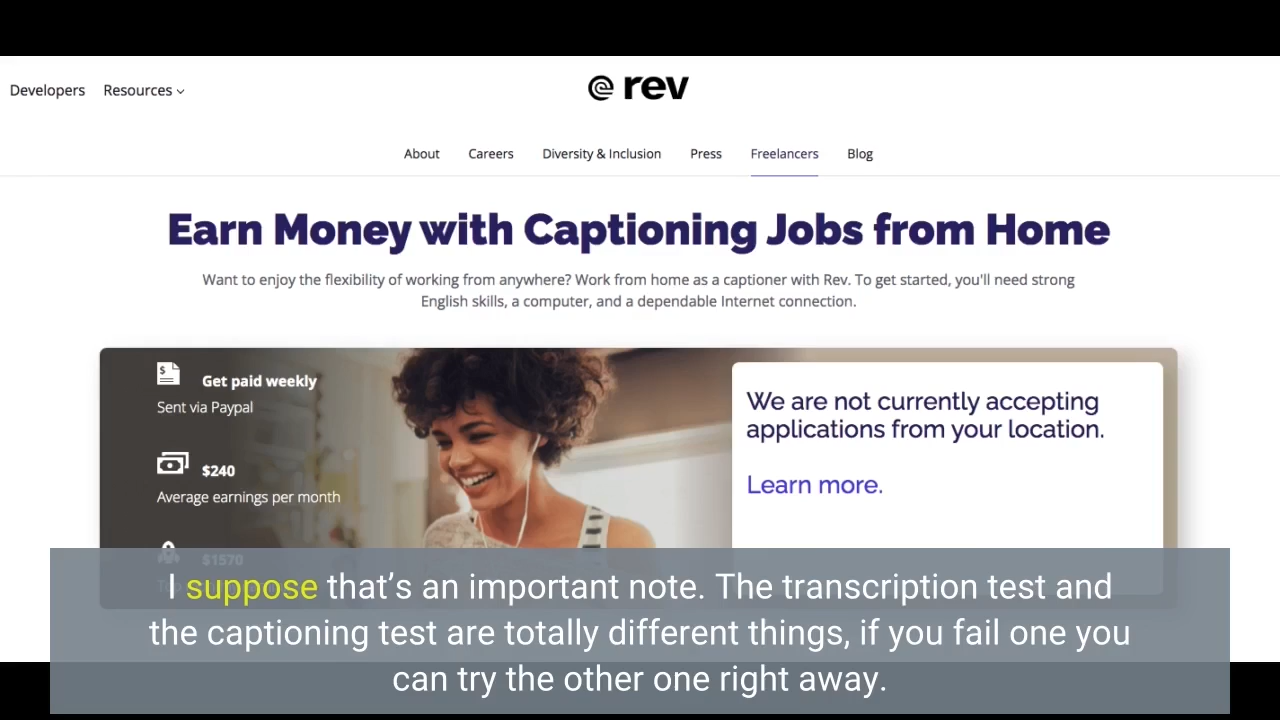 rev
Developers Resources
About Careers Diversity & Inclusion Press Freelancers Blog
Earn Money with Captioning Jobs from Home
Want to enjoy the flexibility of working from anywhere? Work from home as a captioner with Rev. To get started, you'll need strong
English skills, a computer, and a dependable Internet connection.
Get paid weekly
Sent via Paypal
$240
Average earnings per month
$1570
We are not currently accepting
applications from your location.
Learn more.
I suppose that’s an important note. The transcription test and
the captioning test are totally different things, if you fail one you
can try the other one right away.